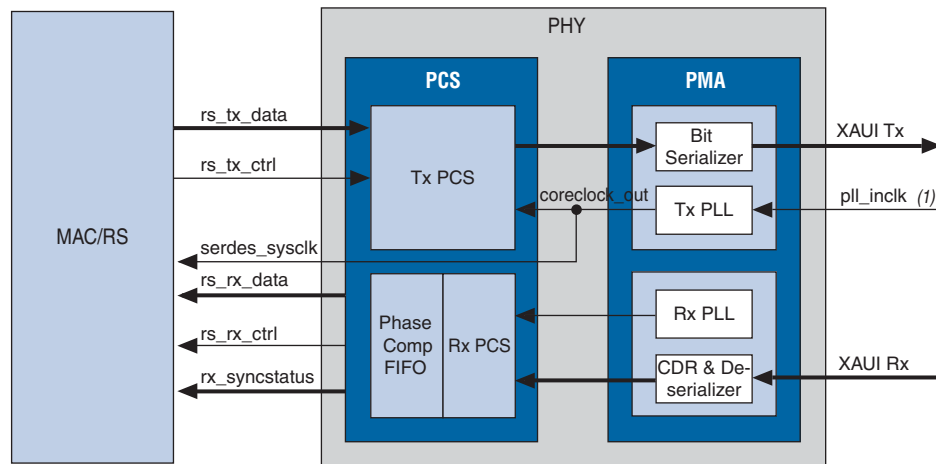 PHY
PCS
PMA
rs_tx_data
rs_tx_ctrl
Tx PCS
Bit
Serializer
XAUI Tx
coreclock_out
Tx PLL
pll_inclk (1)
MAC/RS
serdes_sysclk
rs_rx_data
rs_rx_ctrl
rx_syncstatus
Phase
Comp
FIFO
Rx PCS
Rx PLL
CDR & De-
serializer
XAUI Rx